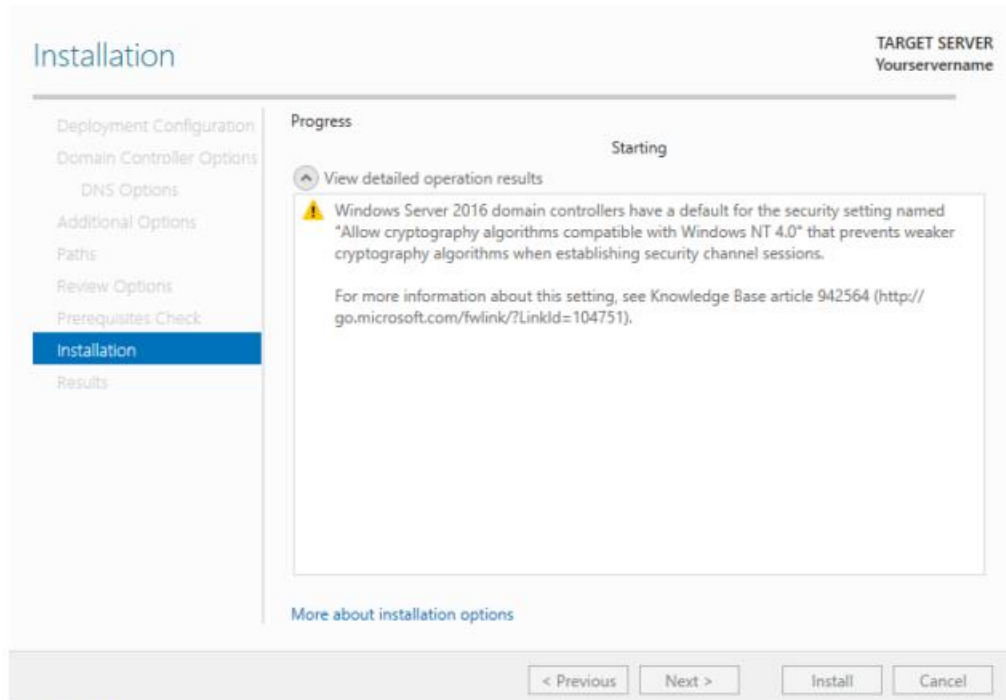 Installation
TARGET SERVER
Yourservername
Deployment Configuration
Domain Controller Options
DNS Options
Additional Options
Paths
Review Options
Prerequisites Check
Installation
Results
Progress
Starting
View detailed operation results
Windows Server 2016 domain controllers have a default for the security setting named
"Allow cryptography algorithms compatible with Windows NT 4.0" that prevents weaker
cryptography algorithms when establishing security channel sessions.
For more information about this setting, see Knowledge Base article 942564 (http://
go.microsoft.com/fwlink/?LinkId=104751).
More about installation options
< Previous
Next >
Install
Cancel